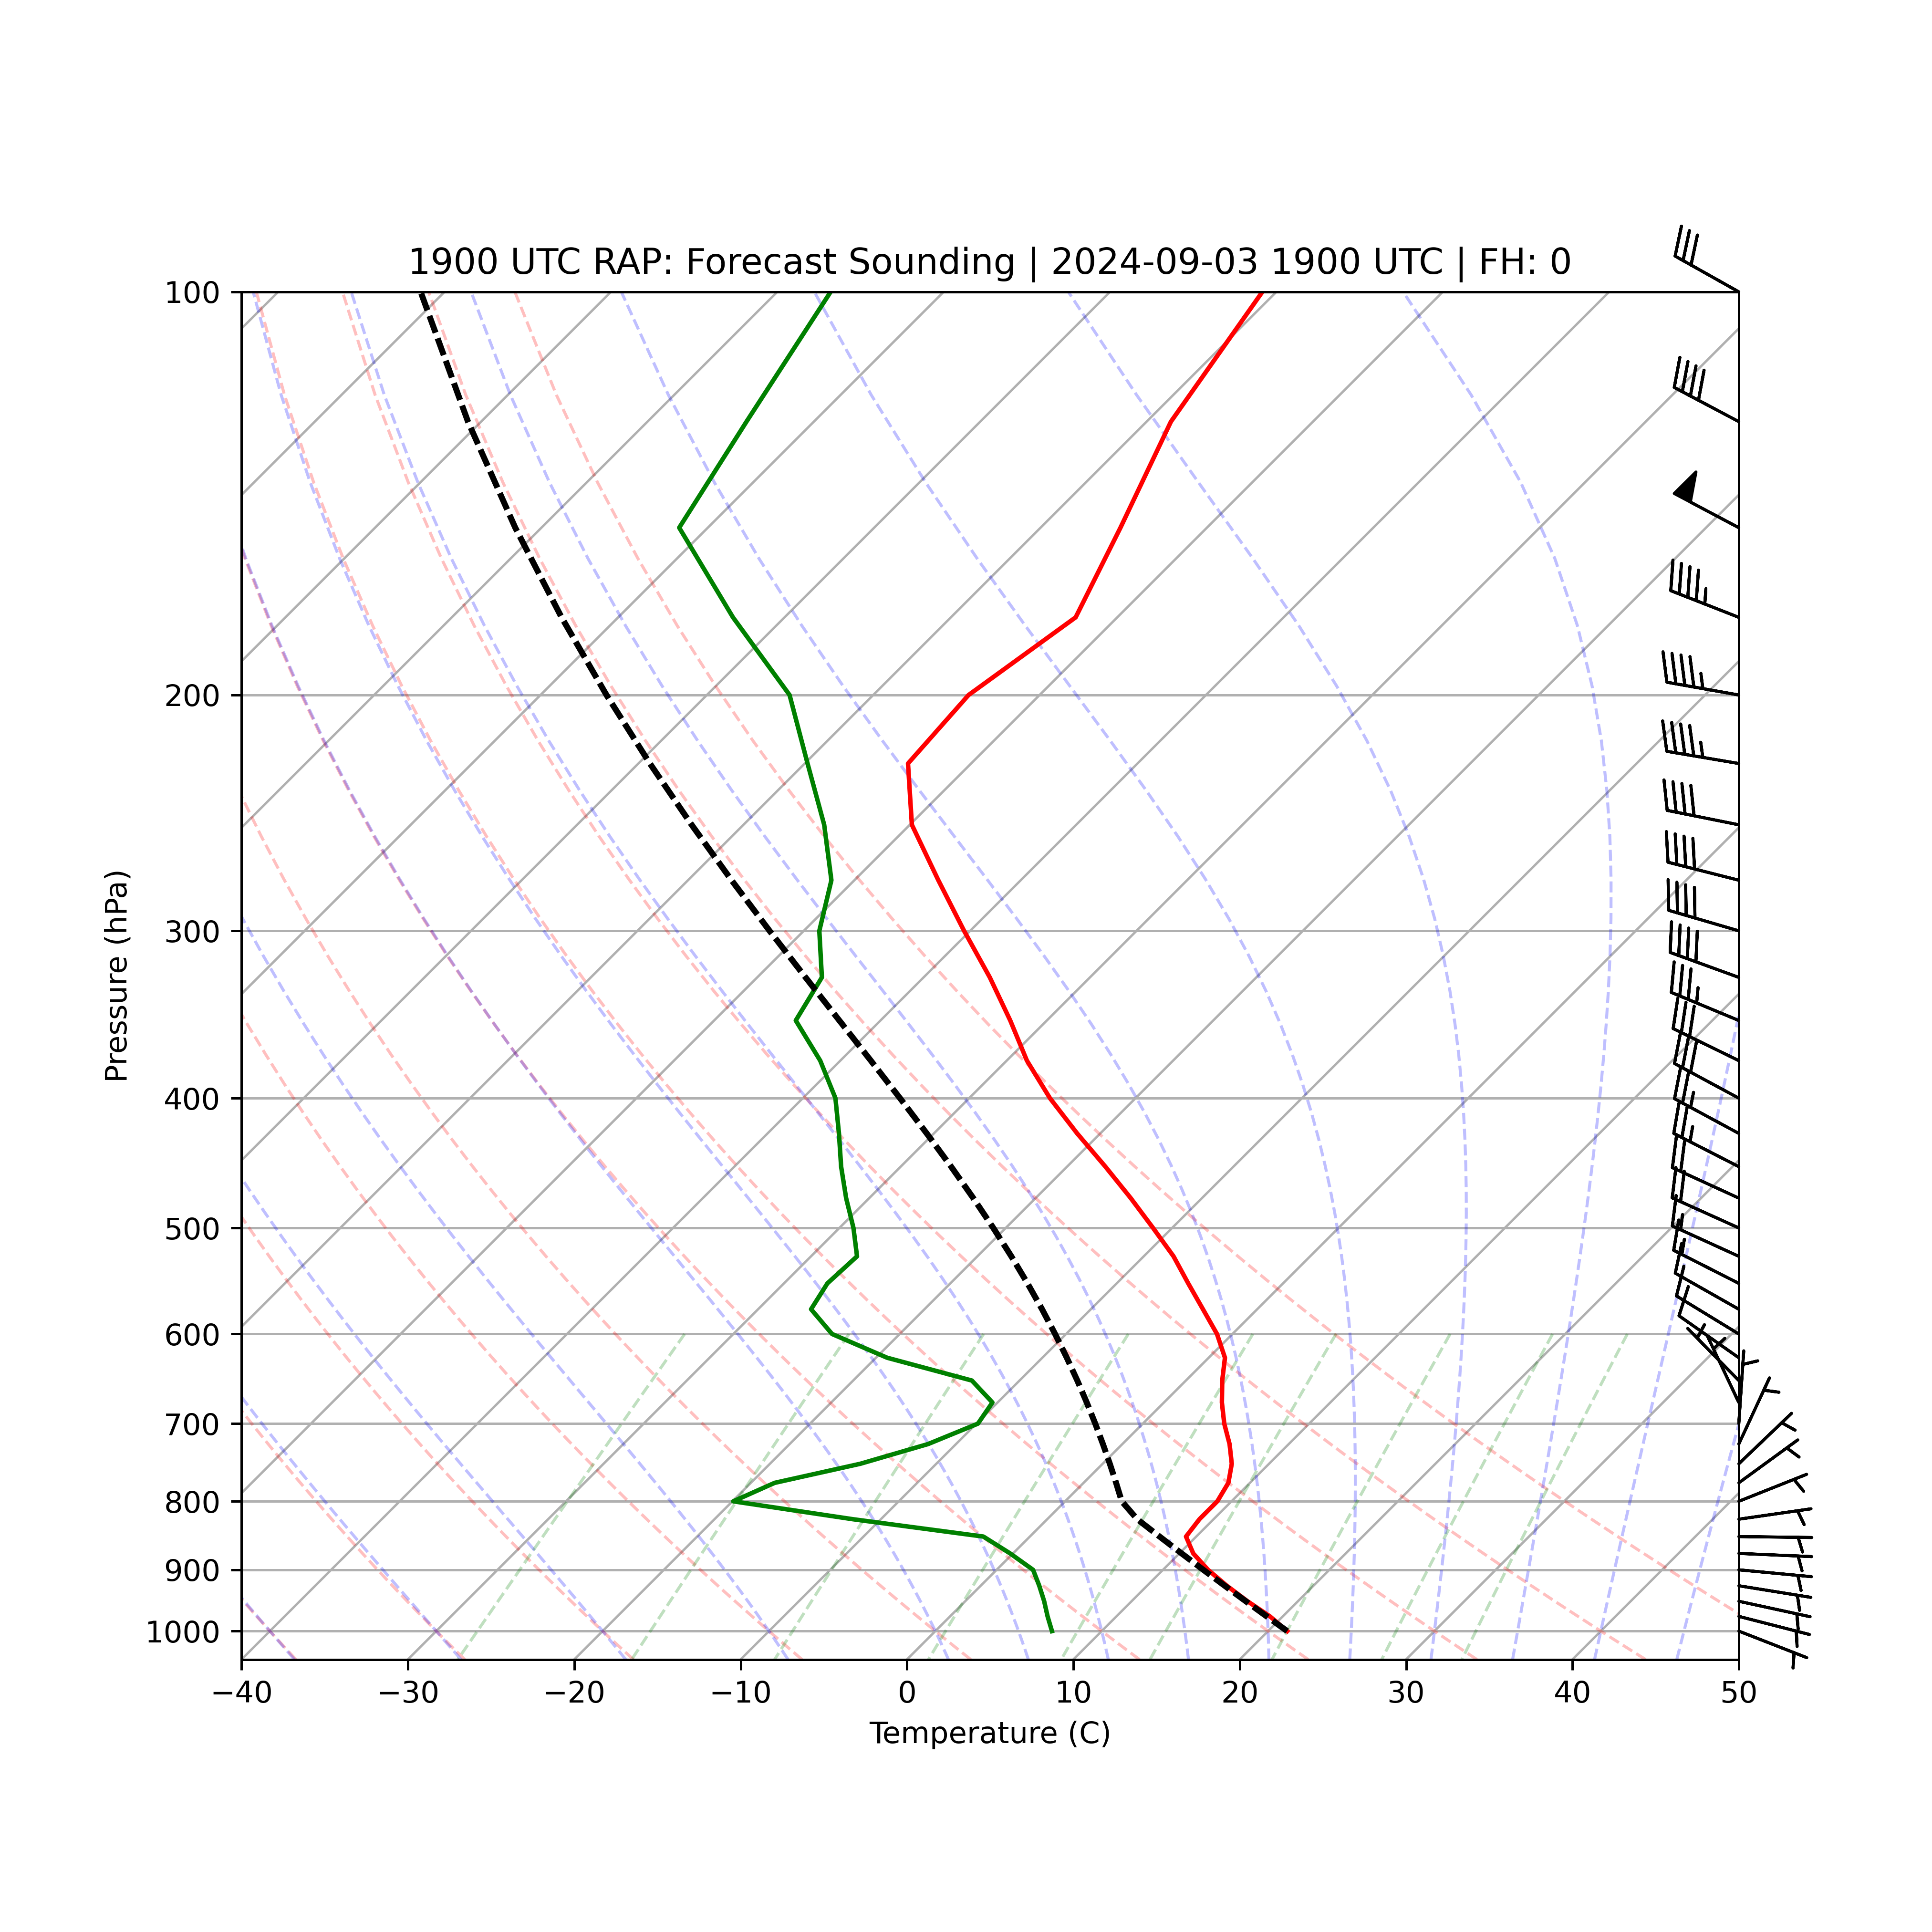 1900 UTC RAP: Forecast Sounding | 2024-09-03 1900 UTC | FH: 0
100
200
300
400
500
600
700
800
900
1000
Pressure (hPa)
−40 −30 −20 −10 0 10 20 30 40 50
Temperature (C)